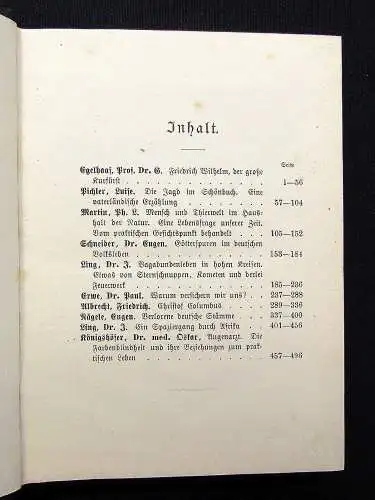 Inhalt.
Seite
Egelhaaf, Prof. Dr. G. Friedrich Wilhelm, der große
Kurfürst . . . . . . . . . . . . 1—56
Pichler, Luise. Die Jagd im Schönbuch. Eine
vaterländische Erzählung . . . . . . . 57—104
Martin, Ph. L. Mensch und Thierwelt im Haus-
halt der Natur. Eine Lebensfrage unserer Zeit.
Vom praktischen Gesichtspunkt behandelt . . 105—152
Schneider, Dr. Eugen. Götterspuren im deutschen
Volksleben . . . . . . . . . . . 153—184
Ling, Dr. J. Vagabundenleben in hohen Kreisen.
Etwas von Sternschnuppen, Kometen und derlei
Feuerwerk . . . . . . . . . . . 185—236
Erwe, Dr. Paul. Warum versichern wir uns? . 237—288
Albrecht, Friedrich. Christof Columbus . . . 289—336
Nägele, Eugen. Verlorene deutsche Stämme . . 337—400
Ling, Dr. J. Ein Spaziergang durch Afrika . . 401—456
Königshöfer, Dr. med. Oskar, Augenarzt. Die
Farbenblindheit und ihre Beziehungen zum prak-
tischen Leben . . . . . . . . . . 457—496